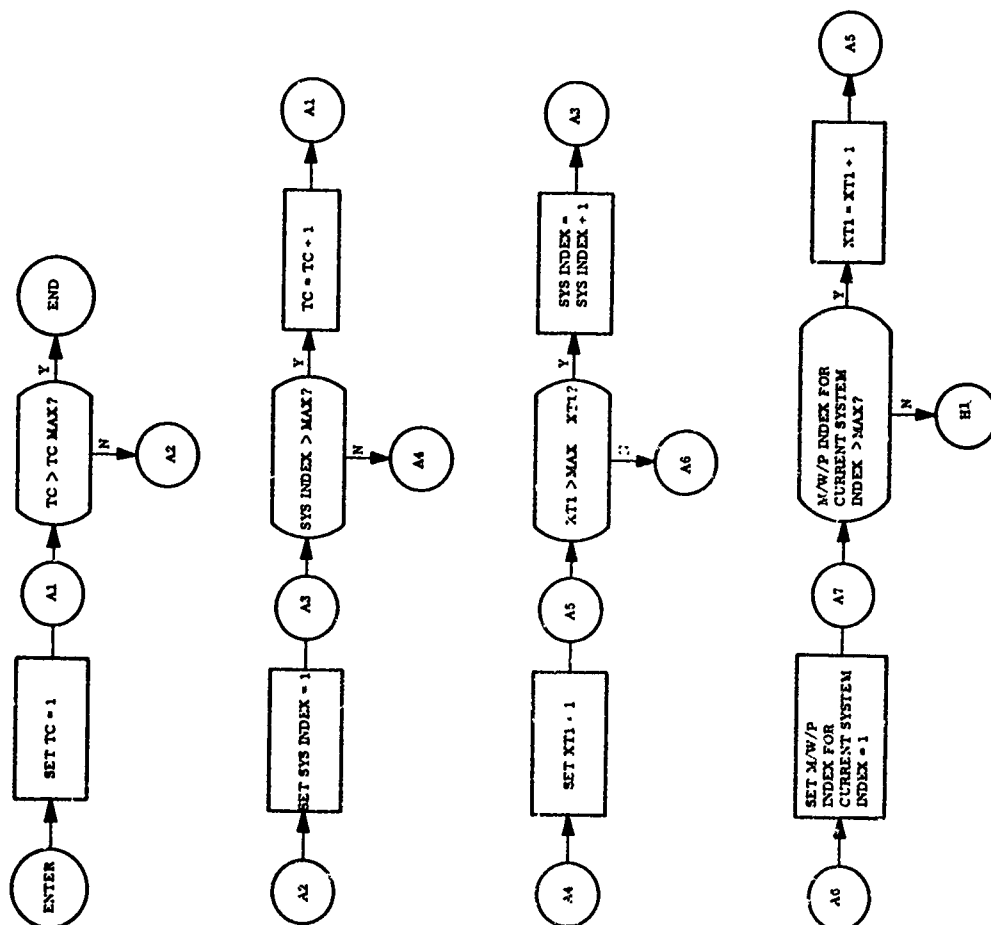 ENTER
SET TC = 1
A1
TC > TC MAX?
Y
END
N
A2
A2
SET SYS INDEX = 1
A3
SYS INDEX > MAX?
Y
TC = TC + 1
A1
N
A4
A4
SET XT1 = 1
A5
XT1 > MAX XT1?
Y
SYS INDEX =
SYS INDEX + 1
A3
A6
A6
SET M/W/P
INDEX FOR
CURRENT SYSTEM
INDEX = 1
A7
M/W/P INDEX FOR
CURRENT SYSTEM
INDEX > MAX?
Y
XT1 = XT1 + 1
A5
N
H1